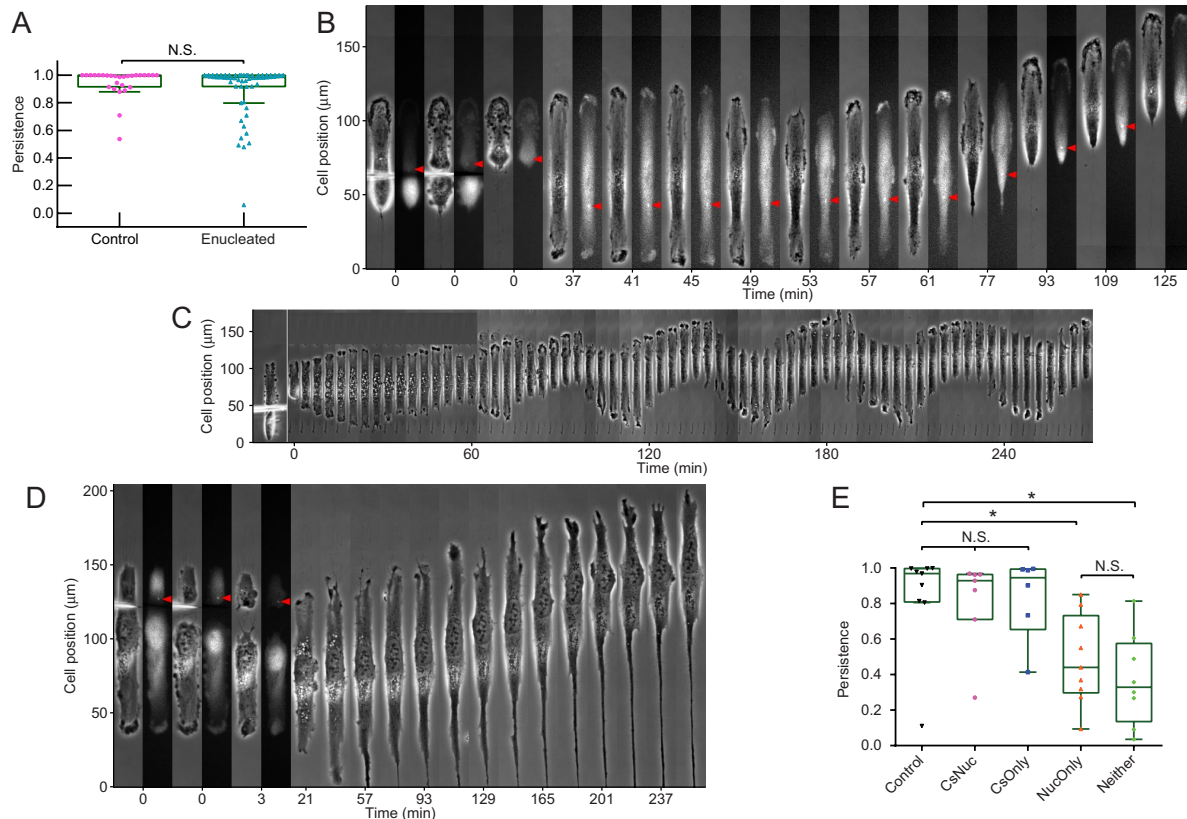 A
N.S.
1.0
0.8
0.6
0.4
0.2
0.0
Persistence
Control Enucleated
B
150
100
50
0
Cell position (µm)
0 0 0 37 41 45 49 53 57 61 77 93 109 125
Time (min)
C
150
100
50
0
Cell position (µm)
0 60 120 180 240
Time (min)
D
200
150
100
50
0
Cell position (µm)
0 0 3 21 57 93 129 165 201 237
Time (min)
E
*
*
N.S.
N.S.
1.0
0.8
0.6
0.4
0.2
0.0
Persistence
Control CsNuc CsOnly NucOnly Neither